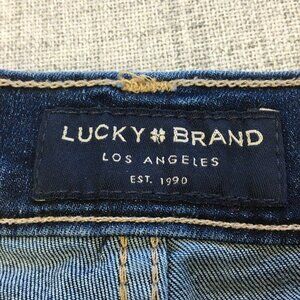 LUCKY BRAND
LOS ANGELES
EST. 1990